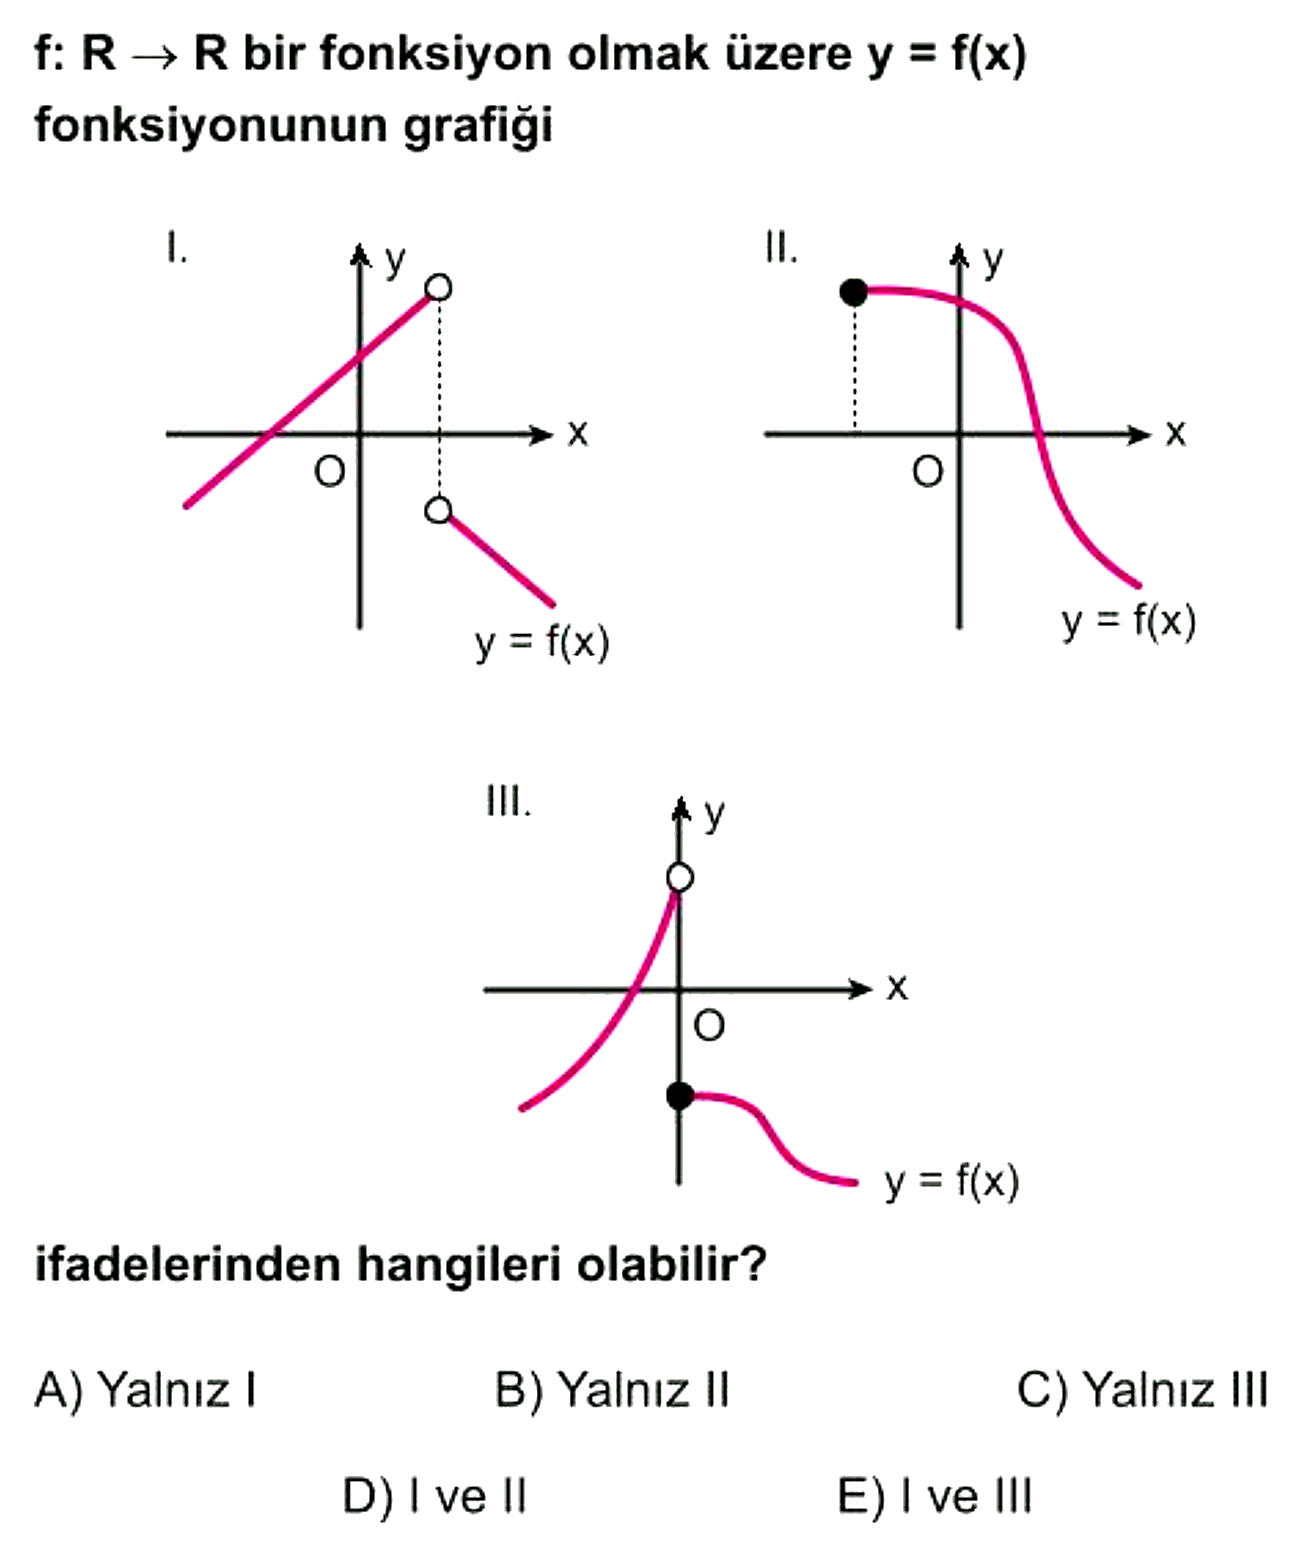 f: R → R bir fonksiyon olmak üzere y = f(x)
fonksiyonunun grafiği
I.
y
x
O
y = f(x)
II.
y
x
O
y = f(x)
III.
y
x
O
y = f(x)
ifadelerinden hangileri olabilir?
A) Yalnız I B) Yalnız II C) Yalnız III
D) I ve II E) I ve III